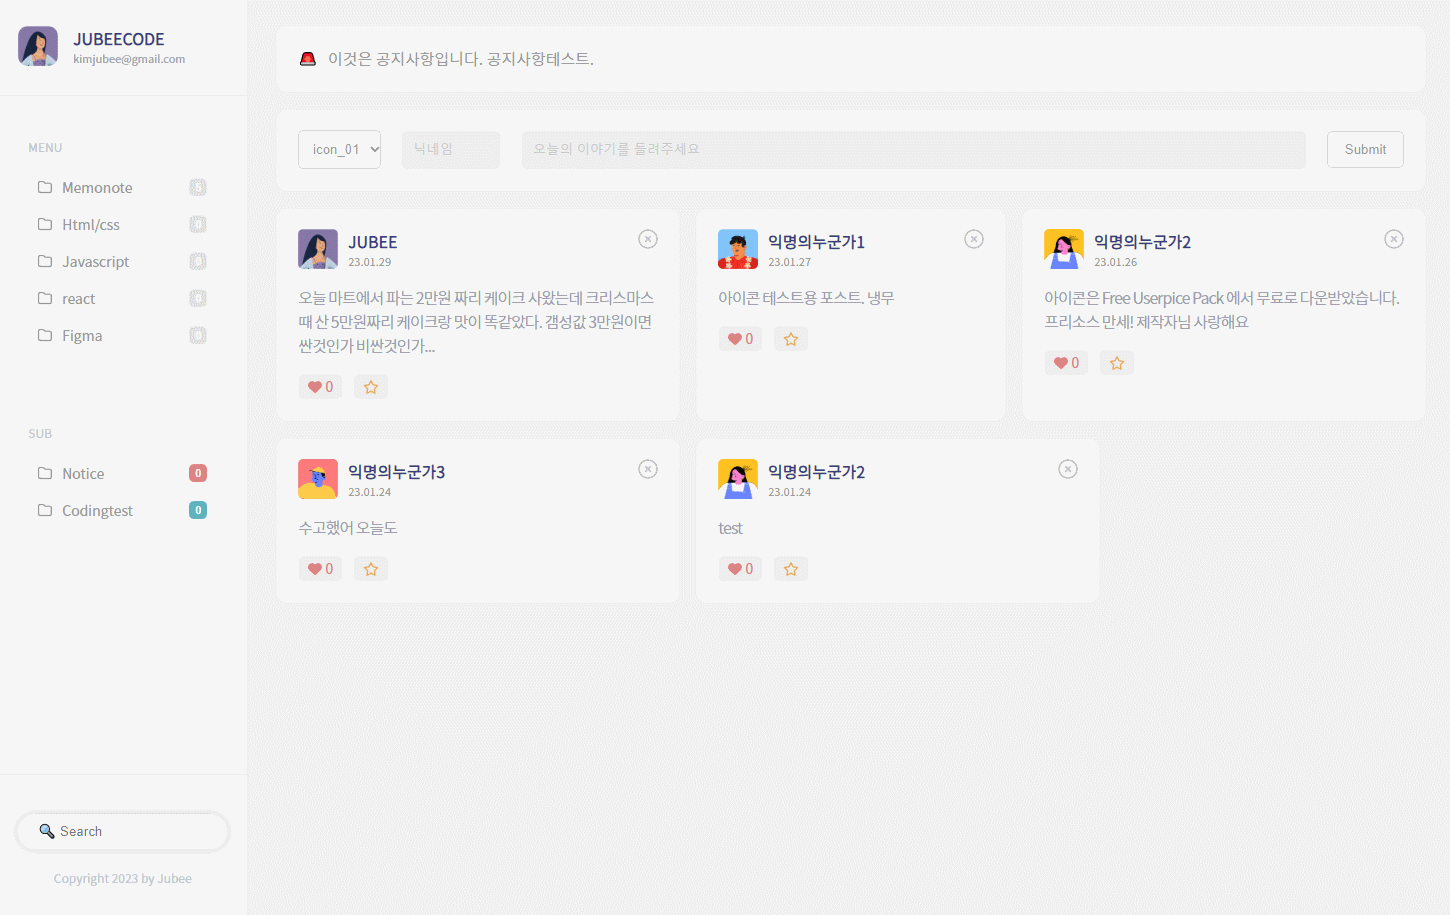 JUBEECODE
kimjubee@gmail.com
MENU
Memonote 5
Html/css 0
Javascript 0
react 0
Figma 0
SUB
Notice 0
Codingtest 0
Search
Copyright 2023 by Jubee
이것은 공지사항입니다. 공지사항테스트.
icon_01 닉네임 오늘의 이야기를 들려주세요 Submit
JUBEE
23.01.29
오늘 마트에서 파는 2만원 짜리 케이크 사왔는데 크리스마스
때 산 5만원짜리 케이크랑 맛이 똑같았다. 갬성값 3만원이면
싼것인가 비싼것인가...
0
익명의누군가1
23.01.27
아이콘 테스트용 포스트. 냉무
0
익명의누군가2
23.01.26
아이콘은 Free Userpice Pack 에서 무료로 다운받았습니다.
프리소스 만세! 제작자님 사랑해요
0
익명의누군가3
23.01.24
수고했어 오늘도
0
익명의누군가2
23.01.24
test
0